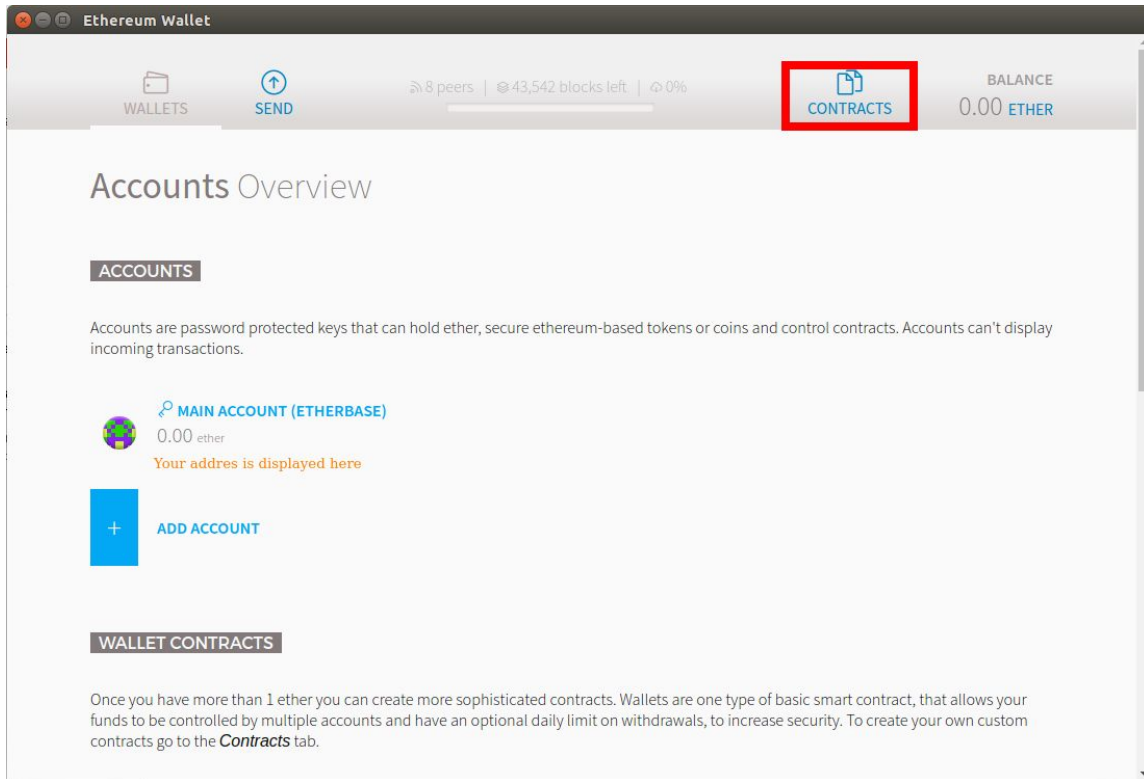 Ethereum Wallet
WALLETS
SEND
8 peers | 43,542 blocks left | 0%
CONTRACTS
BALANCE
0.00 ETHER
Accounts Overview
ACCOUNTS
Accounts are password protected keys that can hold ether, secure ethereum-based tokens or coins and control contracts. Accounts can't display
incoming transactions.
MAIN ACCOUNT (ETHERBASE)
0.00 ether
Your addres is displayed here
+
ADD ACCOUNT
WALLET CONTRACTS
Once you have more than 1 ether you can create more sophisticated contracts. Wallets are one type of basic smart contract, that allows your
funds to be controlled by multiple accounts and have an optional daily limit on withdrawals, to increase security. To create your own custom
contracts go to the Contracts tab.